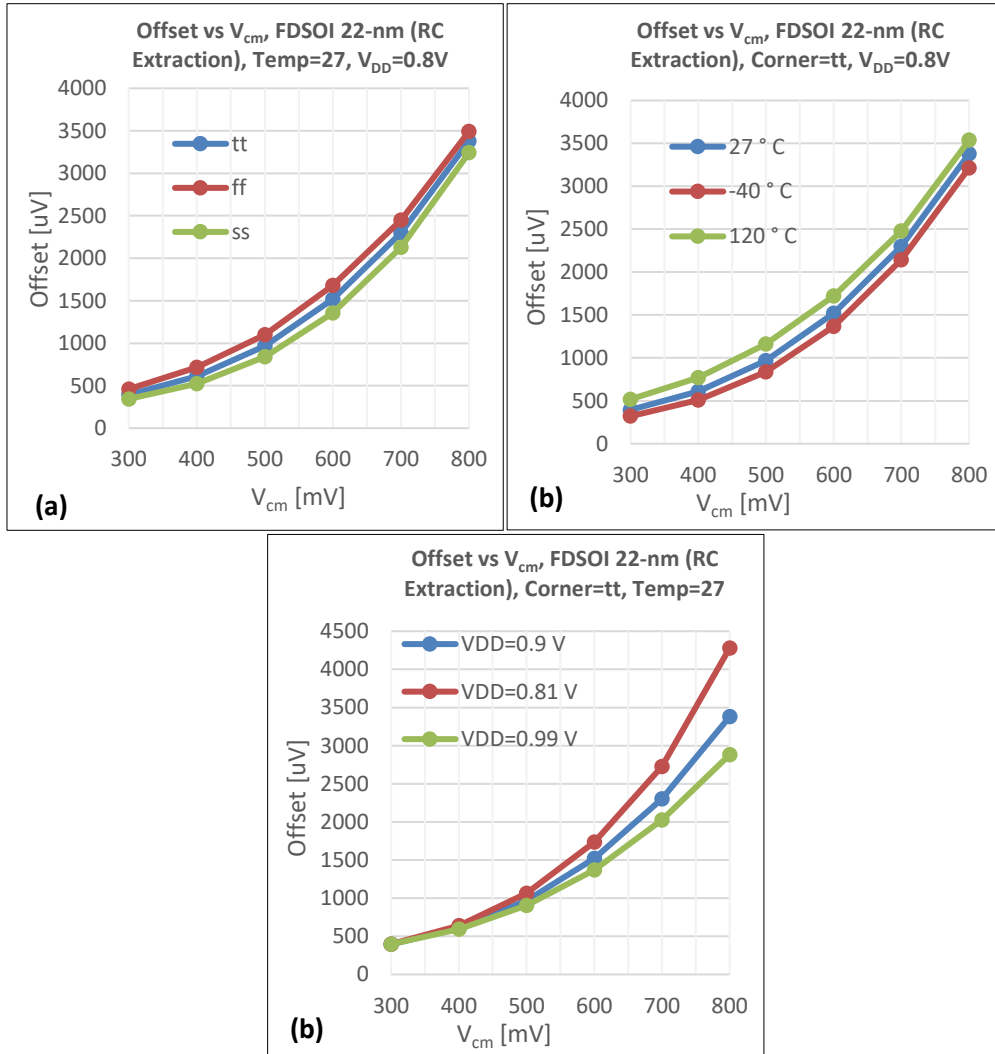 Offset vs Vcm, FDSOI 22-nm (RC
Extraction), Temp=27, VDD=0.8V
4000
3500
3000
2500
2000
1500
1000
500
0
Offset [uV]
tt
ff
ss
300 400 500 600 700 800
Vcm [mV]
(a)
Offset vs Vcm, FDSOI 22-nm (RC
Extraction), Corner=tt, VDD=0.8V
4000
3500
3000
2500
2000
1500
1000
500
0
Offset [uV]
27 ° C
-40 ° C
120 ° C
300 400 500 600 700 800
Vcm [mV]
(b)
Offset vs Vcm, FDSOI 22-nm (RC
Extraction), Corner=tt, Temp=27
4500
4000
3500
3000
2500
2000
1500
1000
500
0
Offset [uV]
VDD=0.9 V
VDD=0.81 V
VDD=0.99 V
300 400 500 600 700 800
Vcm [mV]
(b)